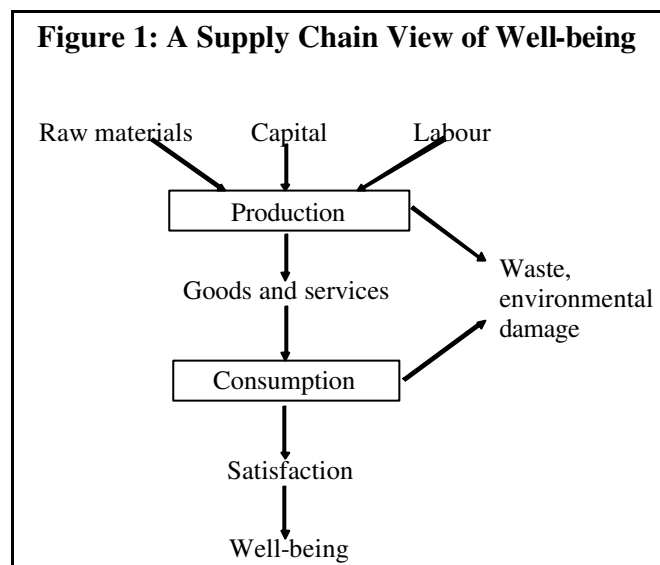 Figure 1: A Supply Chain View of Well-being
Raw materials Capital Labour
Production
Waste,
environmental
damage
Goods and services
Consumption
Satisfaction
Well-being